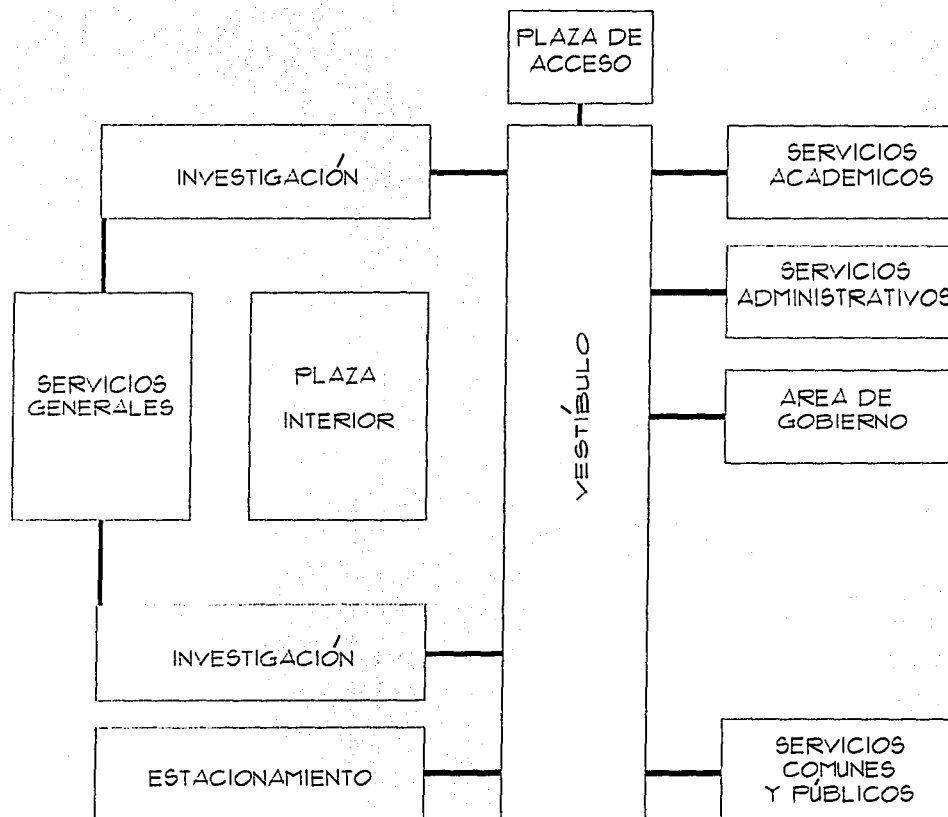 PLAZA DE
ACCESO
INVESTIGACIÓN
SERVICIOS
ACADEMICOS
SERVICIOS
ADMINISTRATIVOS
SERVICIOS
GENERALES
PLAZA
INTERIOR
VESTÍBULO
AREA DE
GOBIERNO
INVESTIGACIÓN
ESTACIONAMIENTO
SERVICIOS
COMUNES
Y PÚBLICOS